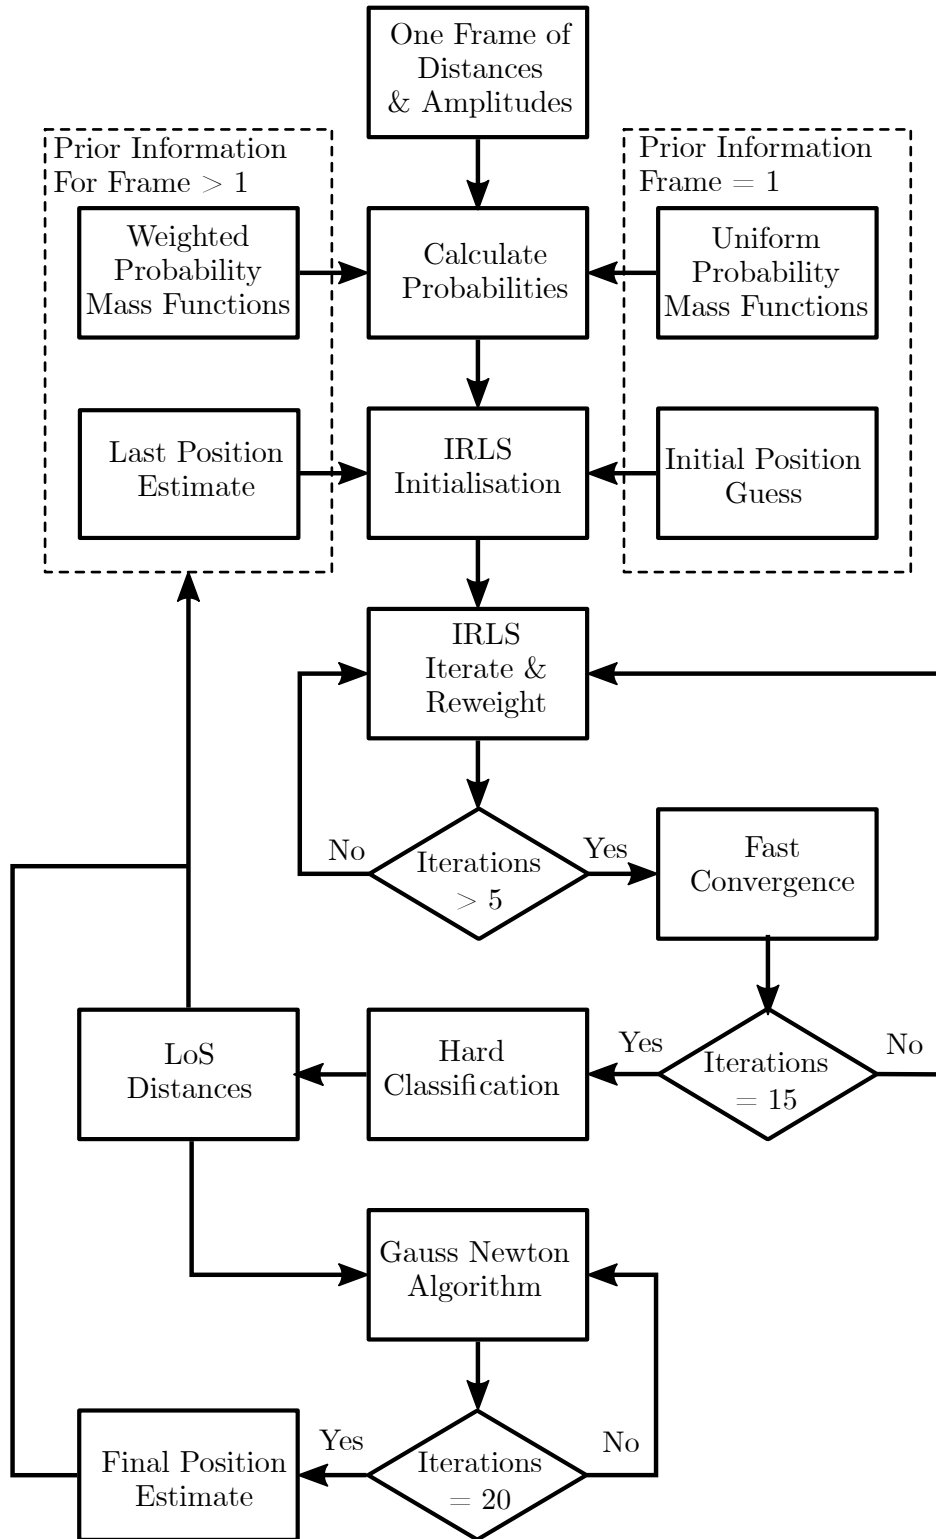 One Frame of
Distances
& Amplitudes
Prior Information
For Frame > 1
Prior Information
Frame = 1
Weighted
Probability
Mass Functions
Calculate
Probabilities
Uniform
Probability
Mass Functions
Last Position
Estimate
IRLS
Initialisation
Initial Position
Guess
IRLS
Iterate &
Reweight
No
Iterations
> 5
Yes
Fast
Convergence
LoS
Distances
Hard
Classification
Yes
Iterations
= 15
No
Gauss Newton
Algorithm
Final Position
Estimate
Yes
Iterations
= 20
No